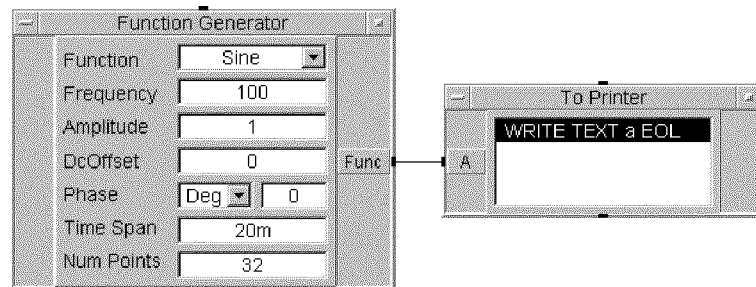 Function Generator
Function Sine
Frequency 100
Amplitude 1
DcOffset 0
Phase Deg 0
Time Span 20m
Num Points 32
Func
To Printer
A
WRITE TEXT a EOL